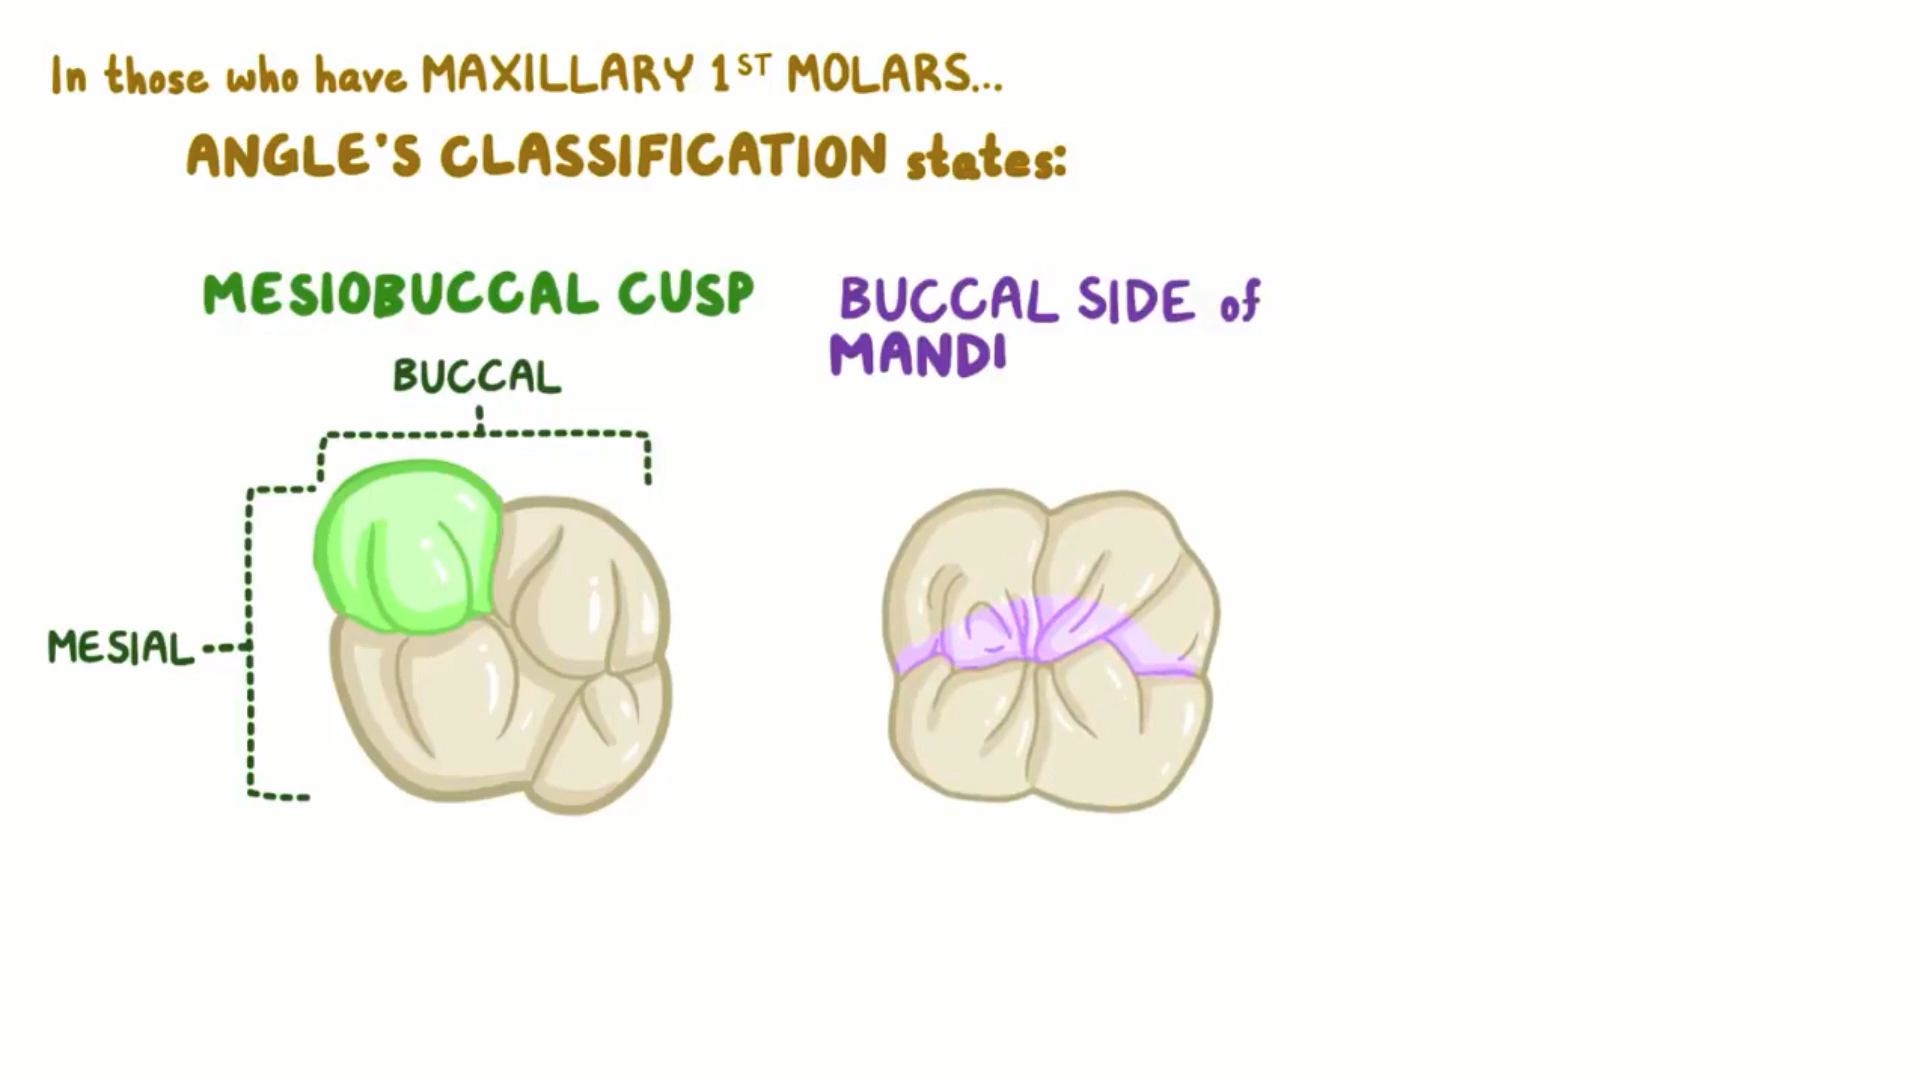 In those who have MAXILLARY 1ST MOLARS...
ANGLE'S CLASSIFICATION states:
MESIOBUCCAL CUSP
BUCCAL SIDE of
MANDI
BUCCAL
MESIAL